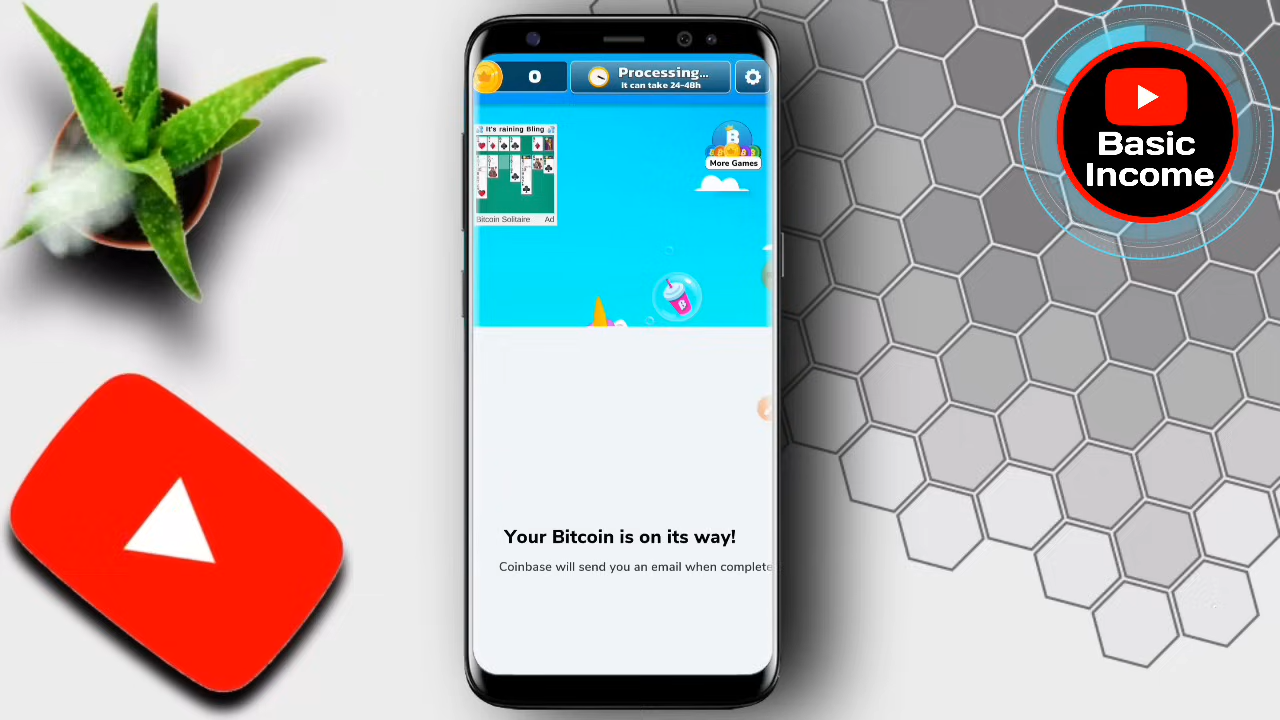 0
Processing...
It can take 24-48h
It's raining Bling
Bitcoin Solitaire
Ad
B
More Games
B
Your Bitcoin is on its way!
Coinbase will send you an email when complete
Basic
Income